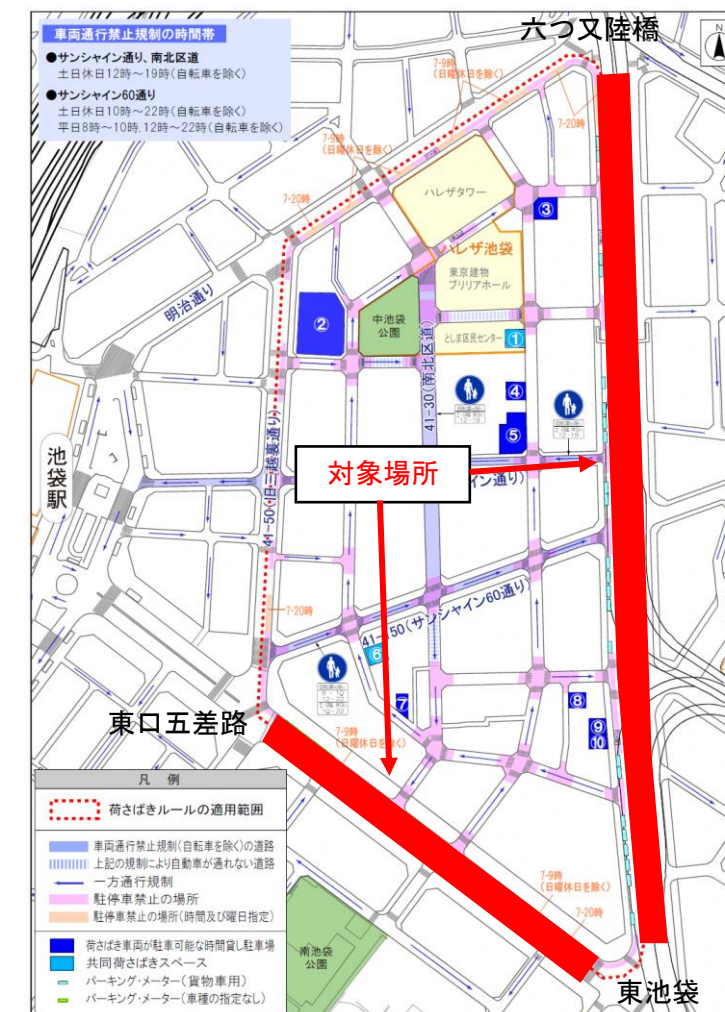 六つ又陸橋
N
車両通行禁止規制の時間帯
●サンシャイン通り、南北区道
土日休日12時～19時(自転車を除く)
●サンシャイン60通り
土日休日10時～22時(自転車を除く)
平日8時～10時,12時～22時(自転車を除く)
7-9時
(日曜休日を除く)
7-20時
7-9時
(日曜休日を除く)
7-20時
ハレザタワー
③
ハレザ池袋
東京建物
ブリリアホール
明治通り
②
中池袋
公園
としま区民センター
①
41-30(南北区道)
④
⑤
41-50(旧三越裏通り)
池袋駅
対象場所
イン通り)
7-20時
41-150(サンシャイン60通り)
⑥
⑦
⑧
⑨
⑩
東口五差路
7-9時
(日曜休日を除く)
7-9時
(日曜休日を除く)
7-20時
南池袋
公園
東池袋
凡 例
荷さばきルールの適用範囲
車両通行禁止規制(自転車を除く)の道路
上記の規制により自動車が通れない道路
一方通行規制
駐停車禁止の場所
駐停車禁止の場所(時間及び曜日指定)
荷さばき車両が駐車可能な時間貸し駐車場
共同荷さばきスペース
パーキング・メーター(貨物車用)
パーキング・メーター(車種の指定なし)